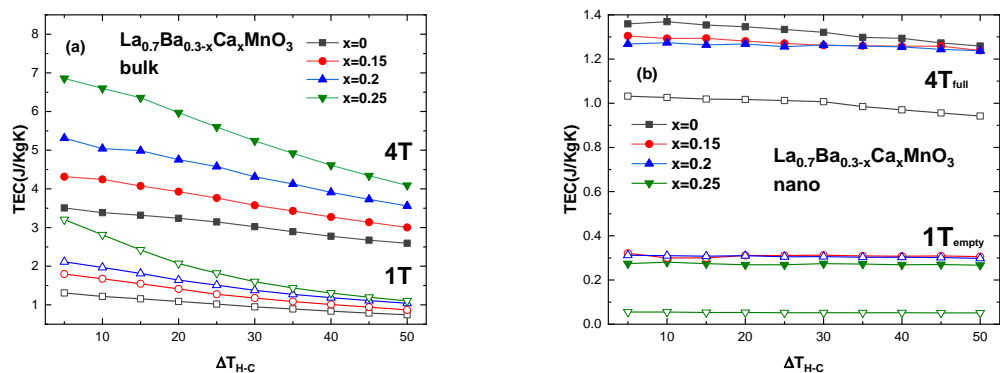 (a)
La0.7Ba0.3-xCaxMnO3
bulk
x=0
x=0.15
x=0.2
x=0.25
4T
1T
TEC(J/KgK)
8
7
6
5
4
3
2
1
10 20 30 40 50
ΔTH-C
(b)
4Tfull
x=0
x=0.15
x=0.2
x=0.25
La0.7Ba0.3-xCaxMnO3
nano
1Tempty
TEC(J/KgK)
1.4
1.2
1.0
0.8
0.6
0.4
0.2
0.0
10 20 30 40 50
ΔTH-C